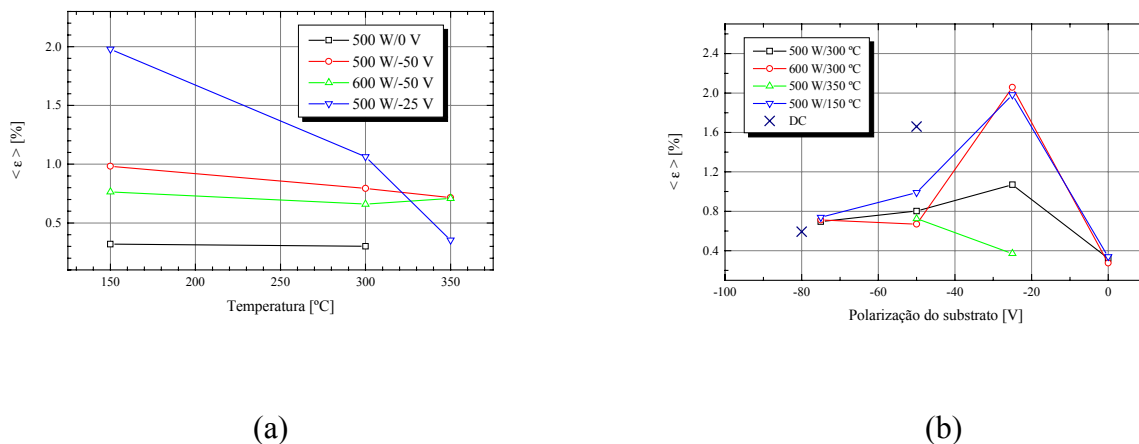 500 W/0 V
500 W/-50 V
600 W/-50 V
500 W/-25 V
2.0
1.5
1.0
0.5
< ε > [%]
150
200
250
300
350
Temperatura [ºC]
(a)
500 W/300 ºC
600 W/300 ºC
500 W/350 ºC
500 W/150 ºC
DC
2.4
2.0
1.6
1.2
0.8
0.4
< ε > [%]
-100
-80
-60
-40
-20
0
Polarização do substrato [V]
(b)